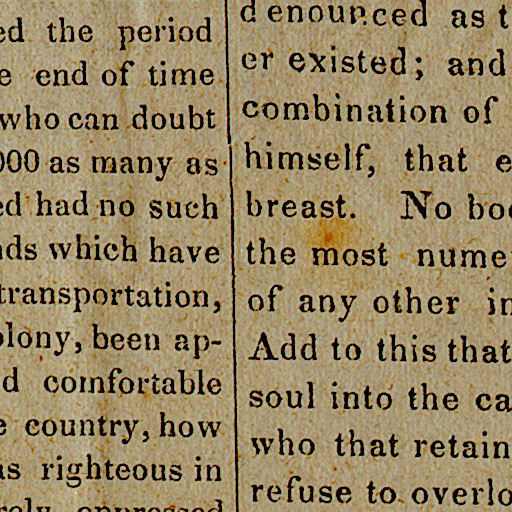 ed the period
e end of time
who can doubt
000 as many as
ed had no such
nds which have
transportation,
olony, been ap-
d comfortable
e country, how
as righteous in
rely oppressed
denounced as t
er existed; and
combination of
himself, that e
breast. No boo
the most nume
of any other in
Add to this that
soul into the ca
who that retain
refuse to overlo